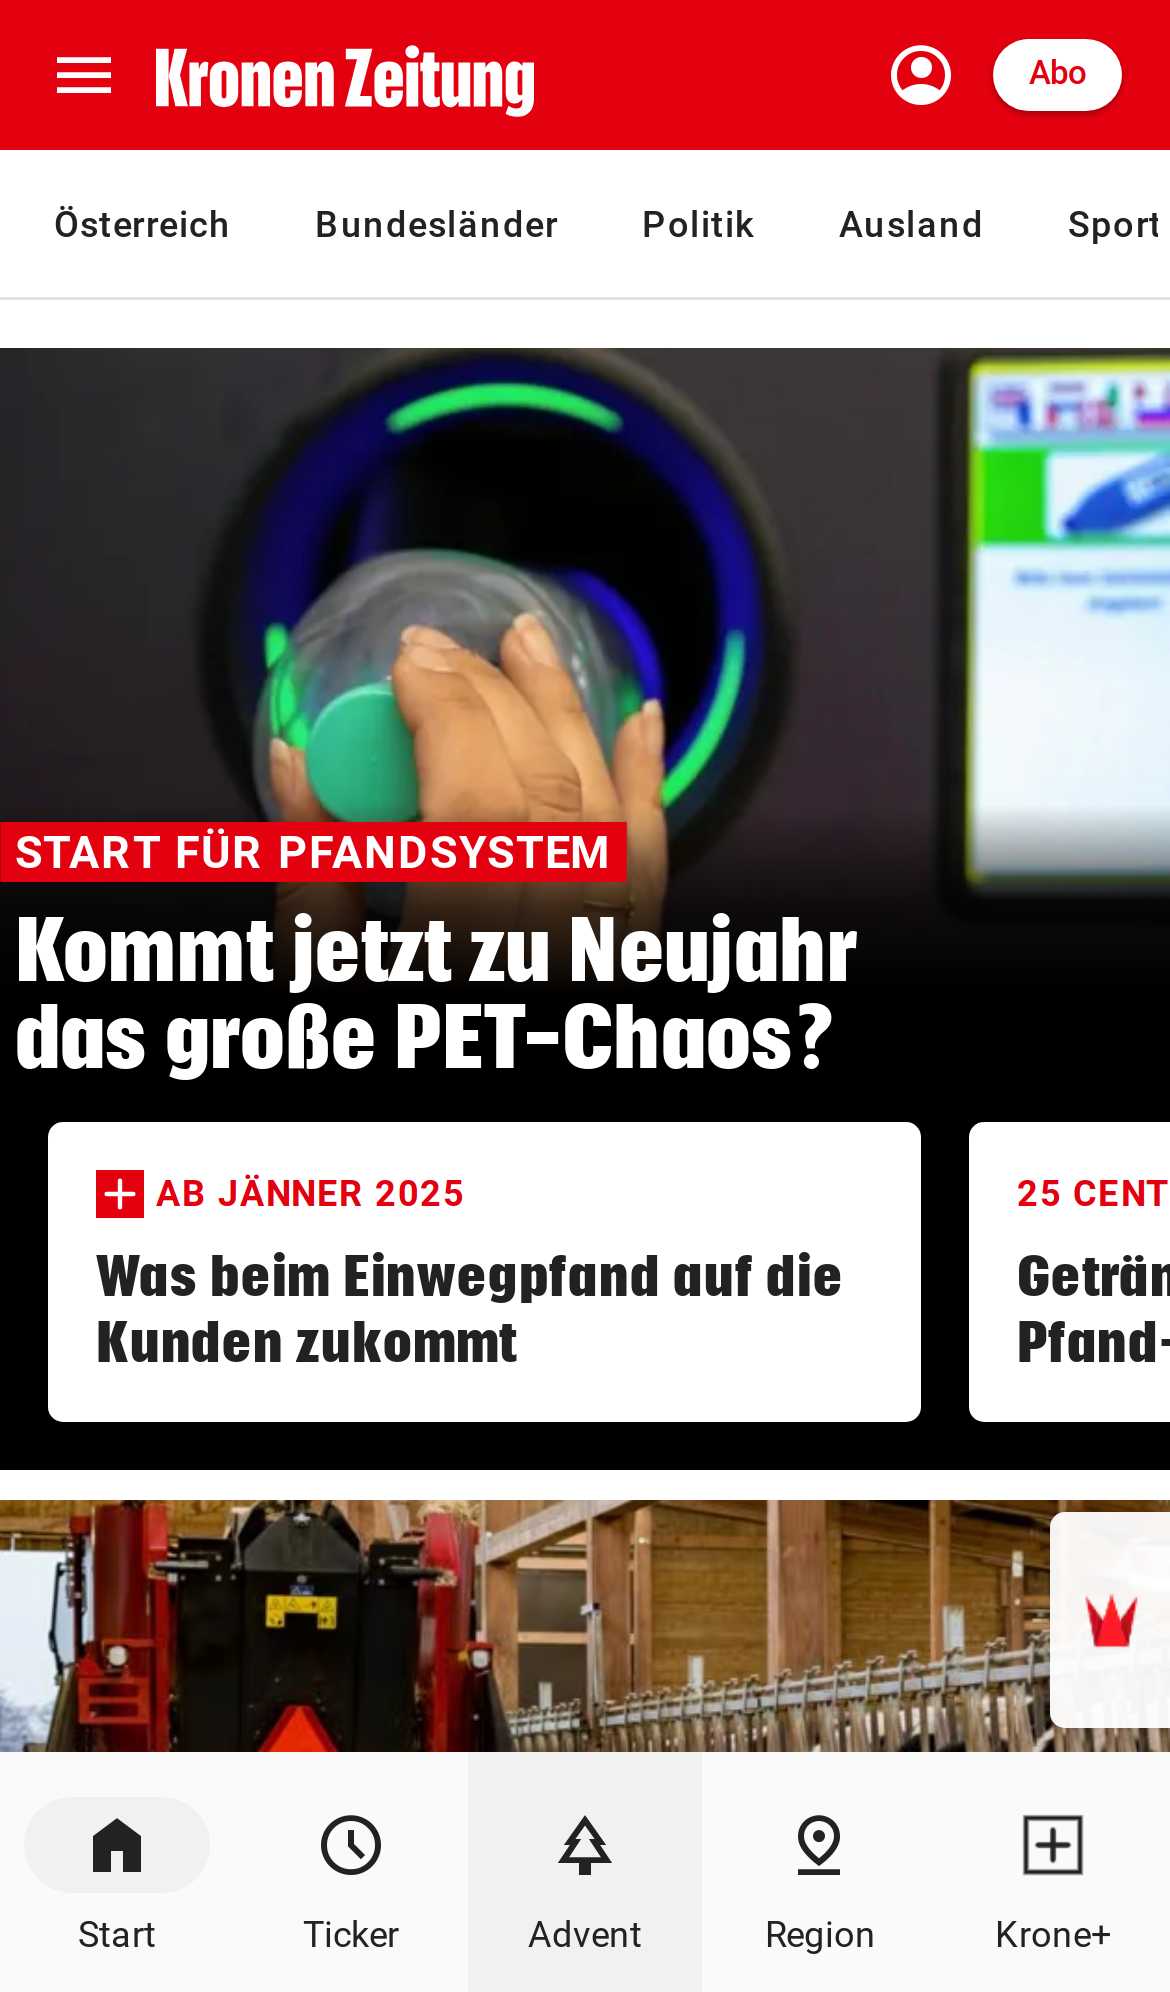 Kronen Zeitung
Abo
Österreich Bundesländer Politik Ausland Sport
START FÜR PFANDSYSTEM
Kommt jetzt zu Neujahr
das große PET-Chaos?
AB JÄNNER 2025
Was beim Einwegpfand auf die
Kunden zukommt
25 CENT
Geträn
Pfand-
Start Ticker Advent Region Krone+